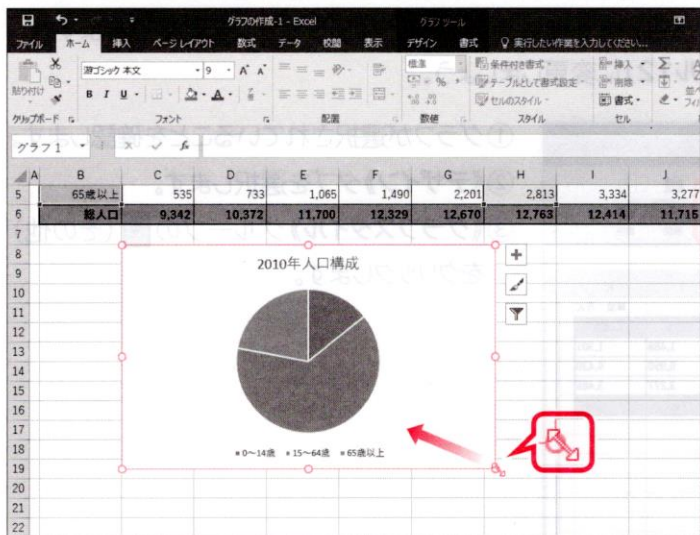 グラフの作成-1 - Excel
グラフ ツール
ファイル ホーム 挿入 ページ レイアウト 数式 データ 校閲 表示 デザイン 書式 実行したい作業を入力してください...
貼り付け
游ゴシック 本文 9 A A
標準
条件付き書式
挿入
B I U
%
テーブルとして書式設定
削除
セルのスタイル
書式
クリップボード フォント 配置 数値 スタイル セル
グラフ 1 fx
A B C D E F G H I J
5 65歳以上 535 733 1,065 1,490 2,201 2,813 3,334 3,277
6 総人口 9,342 10,372 11,700 12,329 12,670 12,763 12,414 11,715
7
8
9
10
11
12
13
14
15
16
17
18
19
20
21
22
2010年人口構成
0～14歳 15～64歳 65歳以上